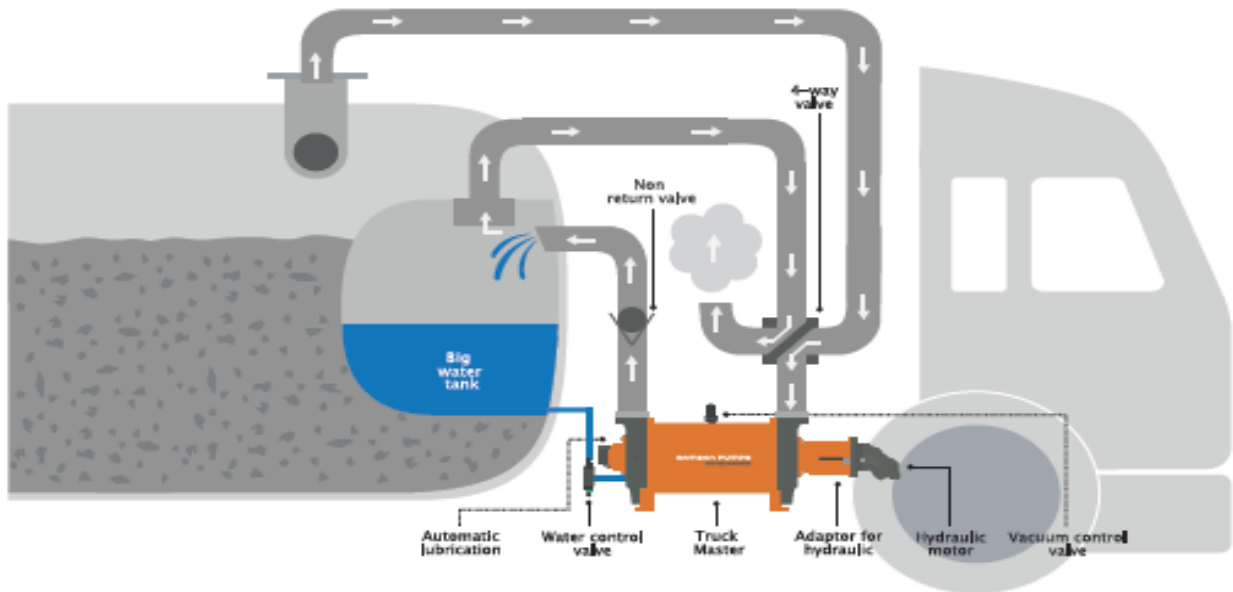 4-way
valve
Non
return valve
Big
water
tank
Automatic
lubrication
Water control
valve
Truck
Master
Adaptor for
hydraulic
Hydraulic
motor
Vacuum control
valve